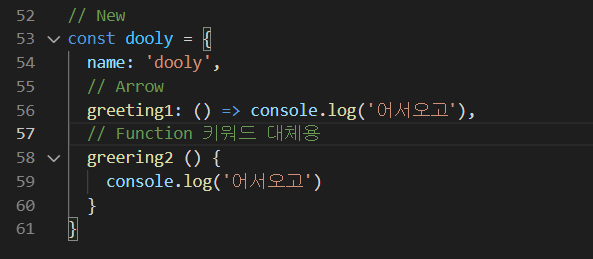 52 // New
53 const dooly = {
54 name: 'dooly',
55 // Arrow
56 greeting1: () => console.log('어서오고'),
57 // Function 키워드 대체용
58 greering2 () {
59 console.log('어서오고')
60 }
61 }